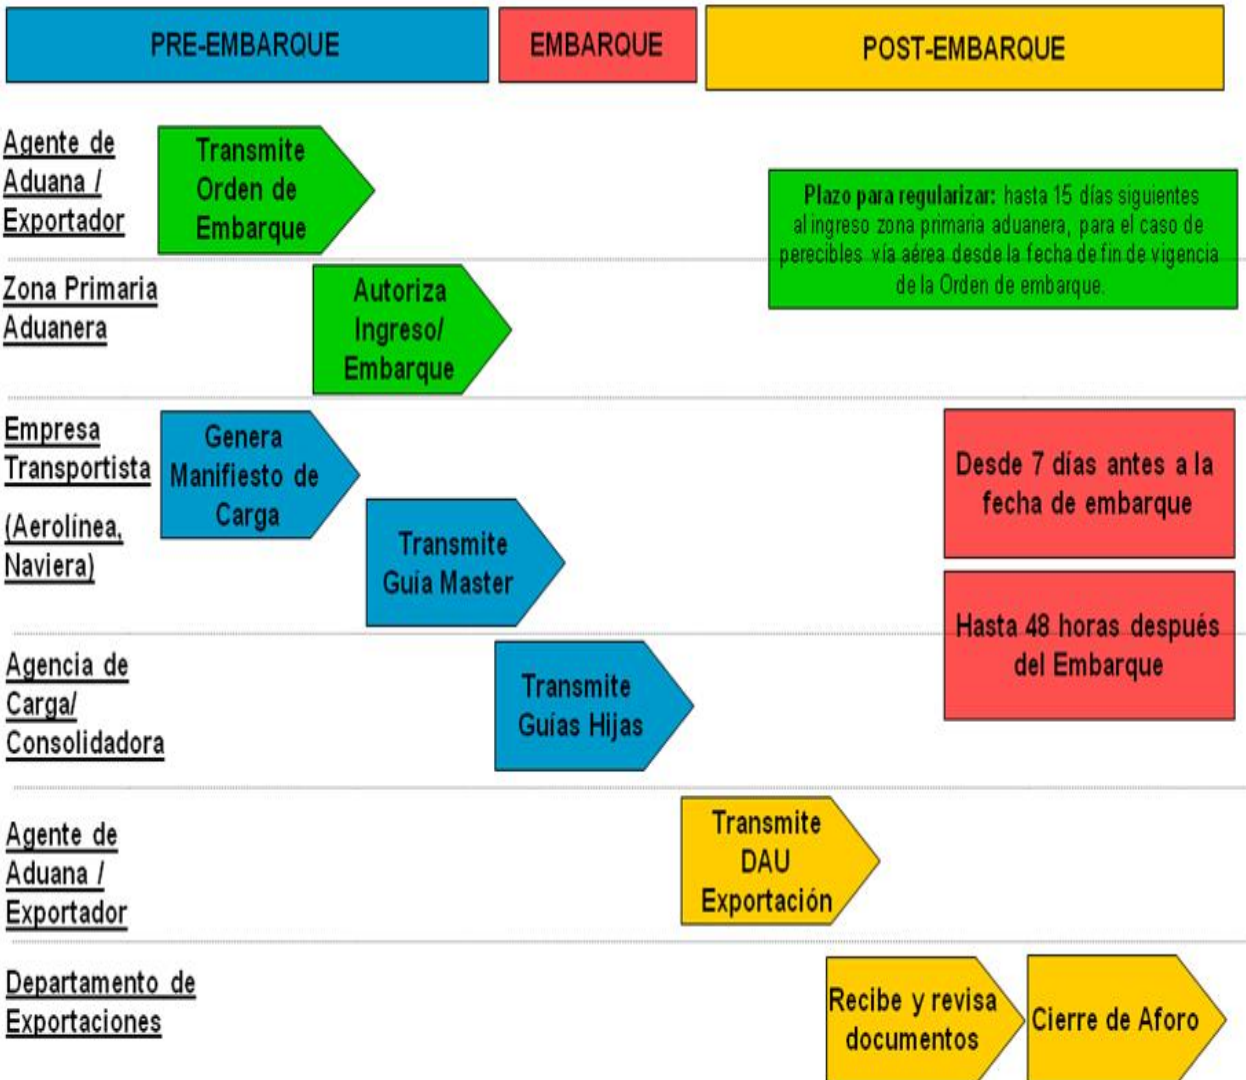 PRE-EMBARQUE
EMBARQUE
POST-EMBARQUE
Agente de
Aduana /
Exportador
Transmite
Orden de
Embarque
Plazo para regularizar: hasta 15 días siguientes
al ingreso zona primaria aduanera, para el caso de
perecibles vía aérea desde la fecha de fin de vigencia
de la Orden de embarque.
Zona Primaria
Aduanera
Autoriza
Ingreso/
Embarque
Empresa
Transportista
(Aerolínea,
Naviera)
Genera
Manifiesto de
Carga
Transmite
Guía Master
Desde 7 días antes a la
fecha de embarque
Hasta 48 horas después
del Embarque
Agencia de
Carga/
Consolidadora
Transmite
Guías Hijas
Agente de
Aduana /
Exportador
Transmite
DAU
Exportación
Departamento de
Exportaciones
Recibe y revisa
documentos
Cierre de Aforo